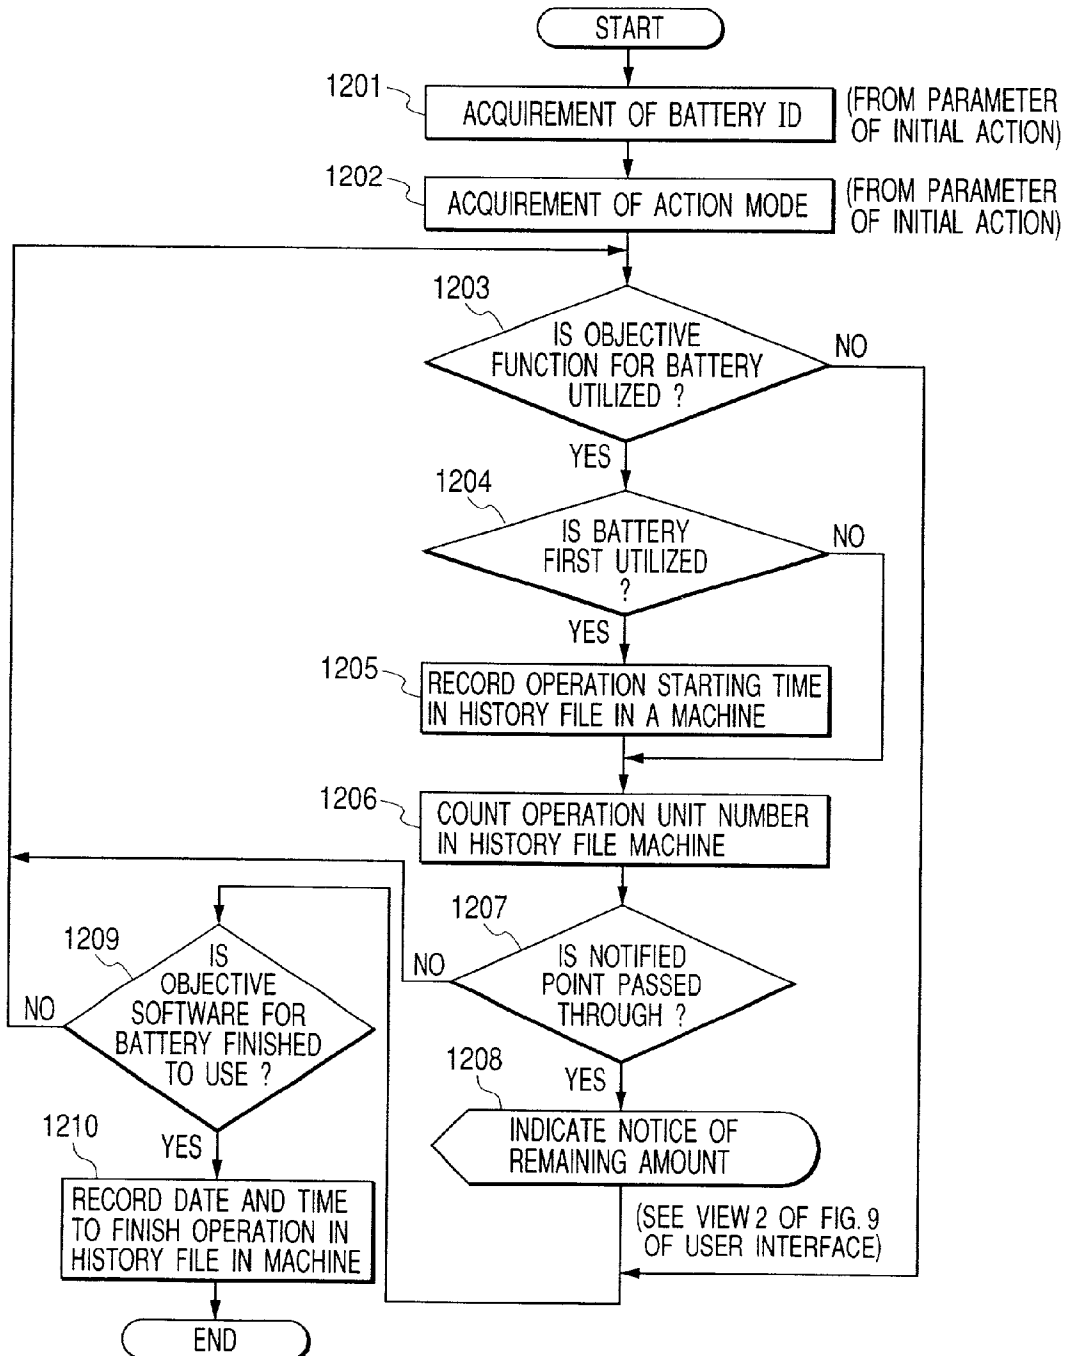 START
1201
ACQUIREMENT OF BATTERY ID
(FROM PARAMETER
OF INITIAL ACTION)
1202
ACQUIREMENT OF ACTION MODE
(FROM PARAMETER
OF INITIAL ACTION)
1203
IS OBJECTIVE
FUNCTION FOR BATTERY
UTILIZED ?
NO
YES
1204
IS BATTERY
FIRST UTILIZED
?
NO
YES
1205
RECORD OPERATION STARTING TIME
IN HISTORY FILE IN A MACHINE
1206
COUNT OPERATION UNIT NUMBER
IN HISTORY FILE MACHINE
1207
IS NOTIFIED
POINT PASSED
THROUGH ?
NO
YES
1208
INDICATE NOTICE OF
REMAINING AMOUNT
(SEE VIEW 2 OF FIG. 9
OF USER INTERFACE)
1209
IS
OBJECTIVE
SOFTWARE FOR
BATTERY FINISHED
TO USE ?
NO
YES
1210
RECORD DATE AND TIME
TO FINISH OPERATION IN
HISTORY FILE IN MACHINE
END